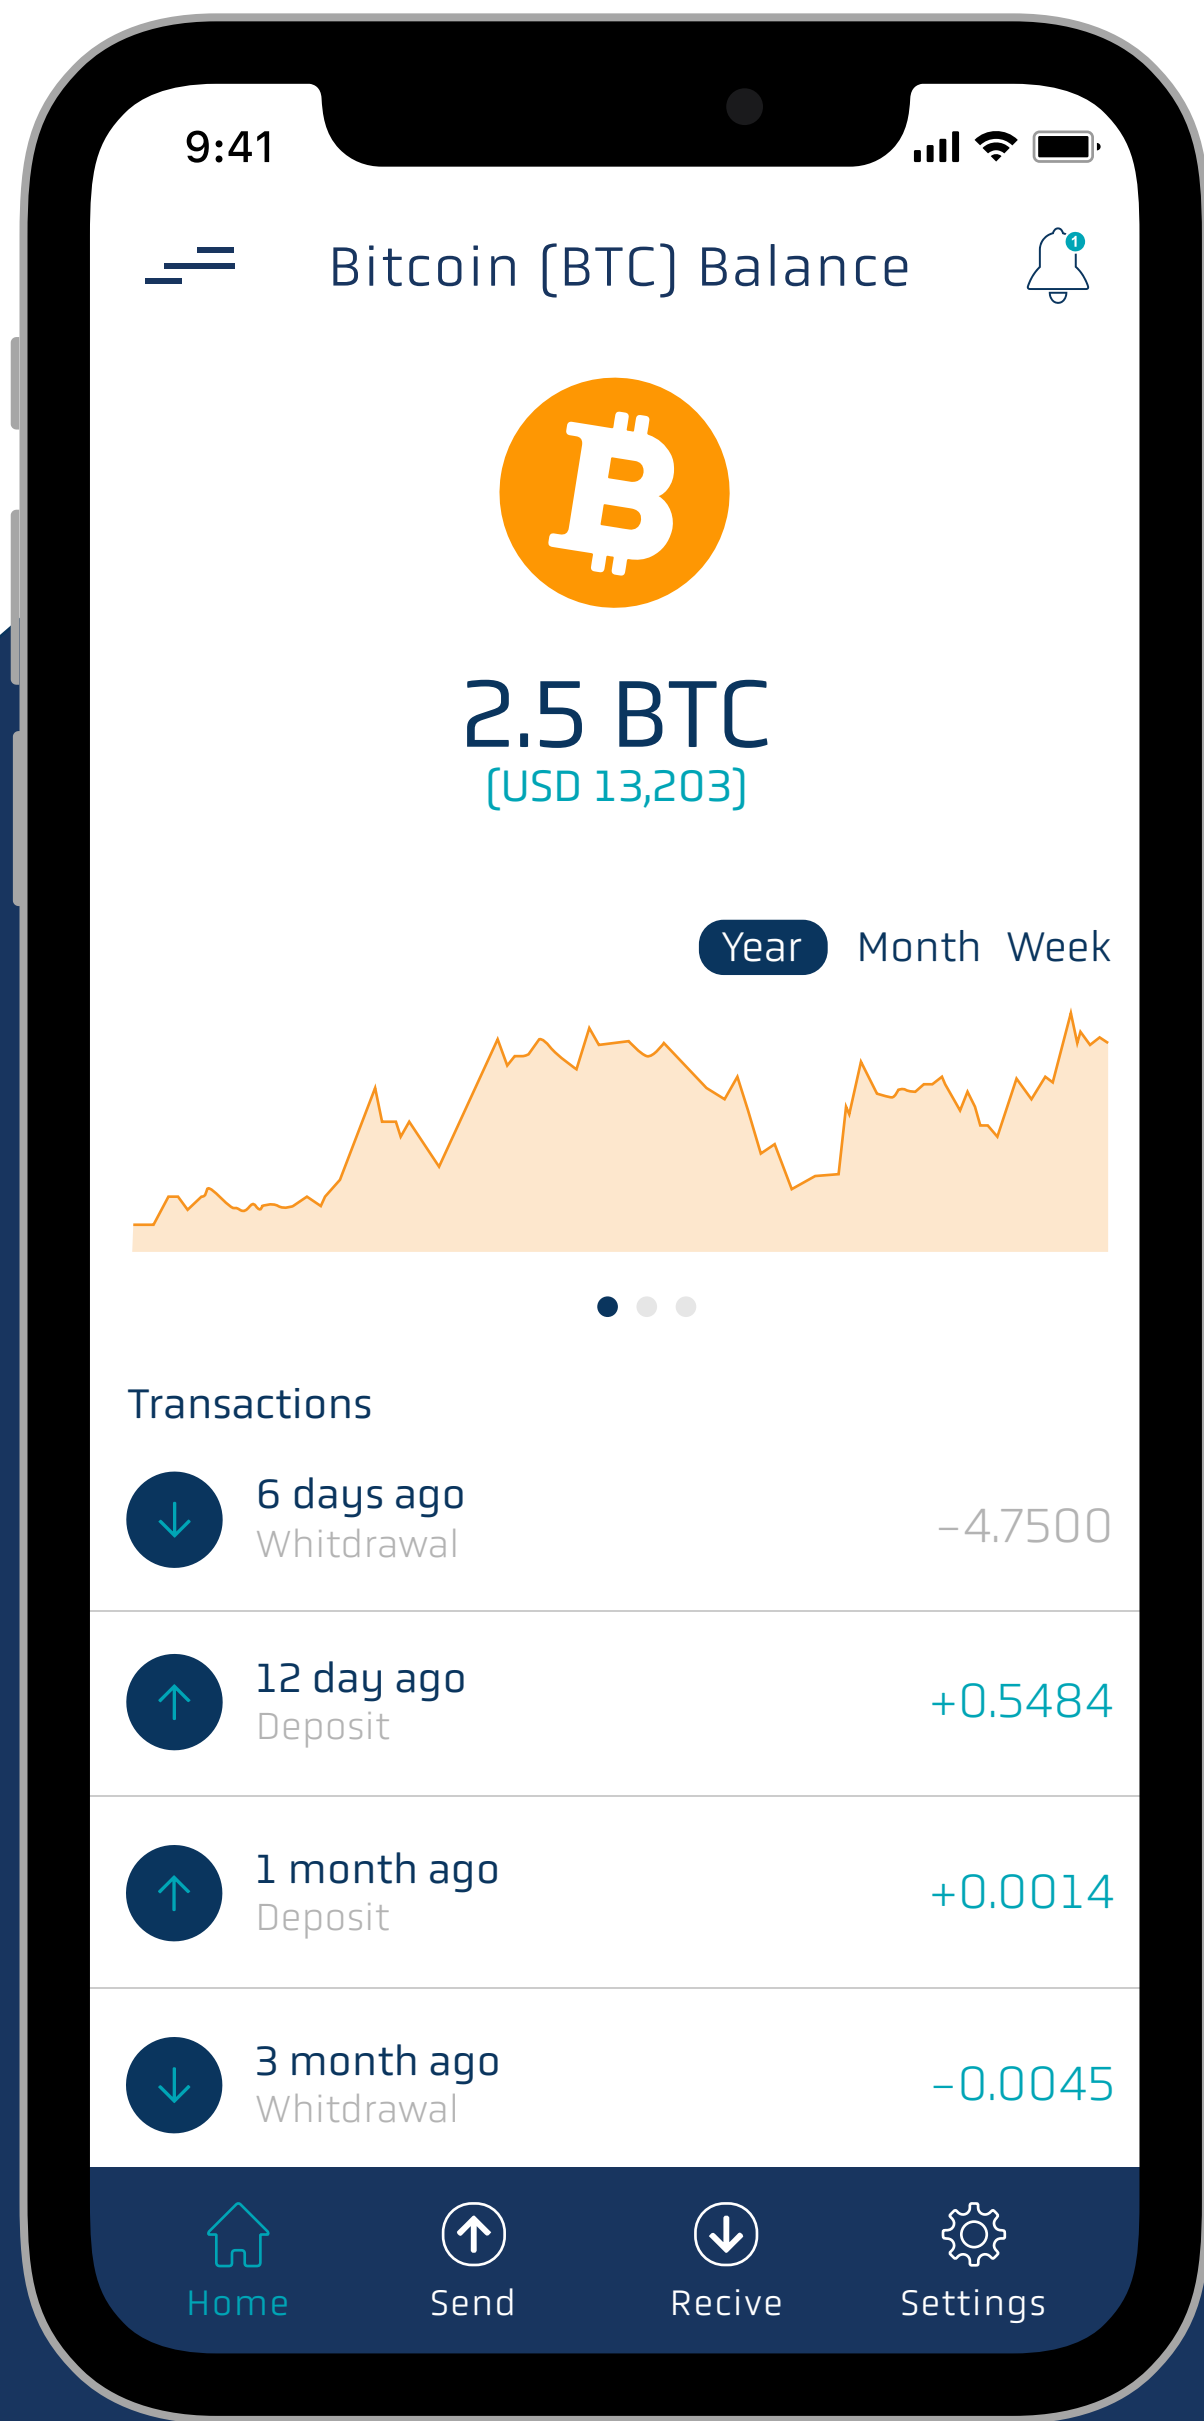 9:41
Bitcoin (BTC) Balance
1
2.5 BTC
(USD 13,203)
Year Month Week
Transactions
6 days ago
Whitdrawal
-4.7500
12 day ago
Deposit
+0.5484
1 month ago
Deposit
+0.0014
3 month ago
Whitdrawal
-0.0045
Home Send Recive Settings